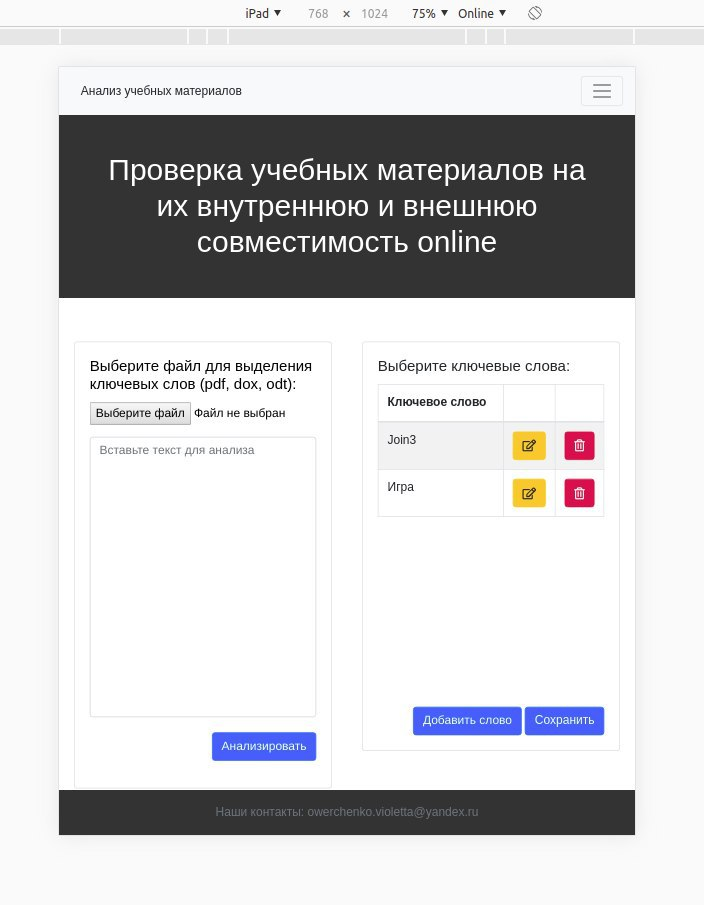 iPad ▼ 768 × 1024 75% ▼ Online ▼
Анализ учебных материалов
Проверка учебных материалов на
их внутреннюю и внешнюю
совместимость online
Выберите файл для выделения
ключевых слов (pdf, dox, odt):
Выберите файл Файл не выбран
Вставьте текст для анализа
Анализировать
Выберите ключевые слова:
Ключевое слово
Join3
Игра
Добавить слово Сохранить
Наши контакты: owerchenko.violetta@yandex.ru